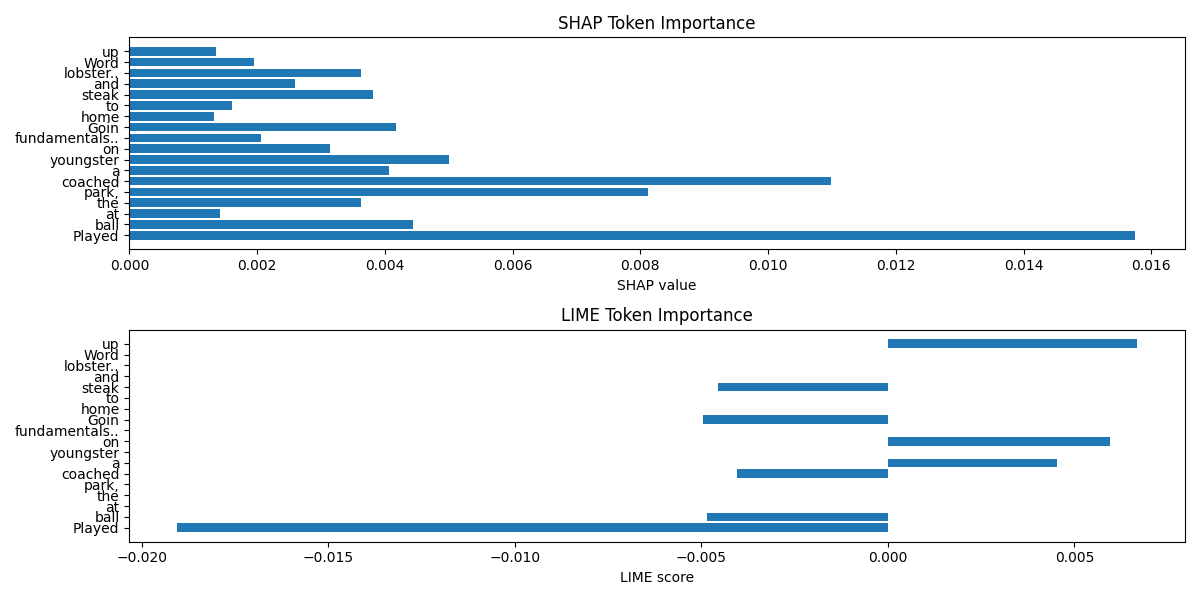 SHAP Token Importance
up
Word
lobster..
and
steak
to
home
Goin
fundamentals..
on
youngster
a
coached
park,
the
at
ball
Played
0.000 0.002 0.004 0.006 0.008 0.010 0.012 0.014 0.016
SHAP value
LIME Token Importance
up
Word
lobster..
and
steak
to
home
Goin
fundamentals..
on
youngster
a
coached
park,
the
at
ball
Played
−0.020 −0.015 −0.010 −0.005 0.000 0.005
LIME score